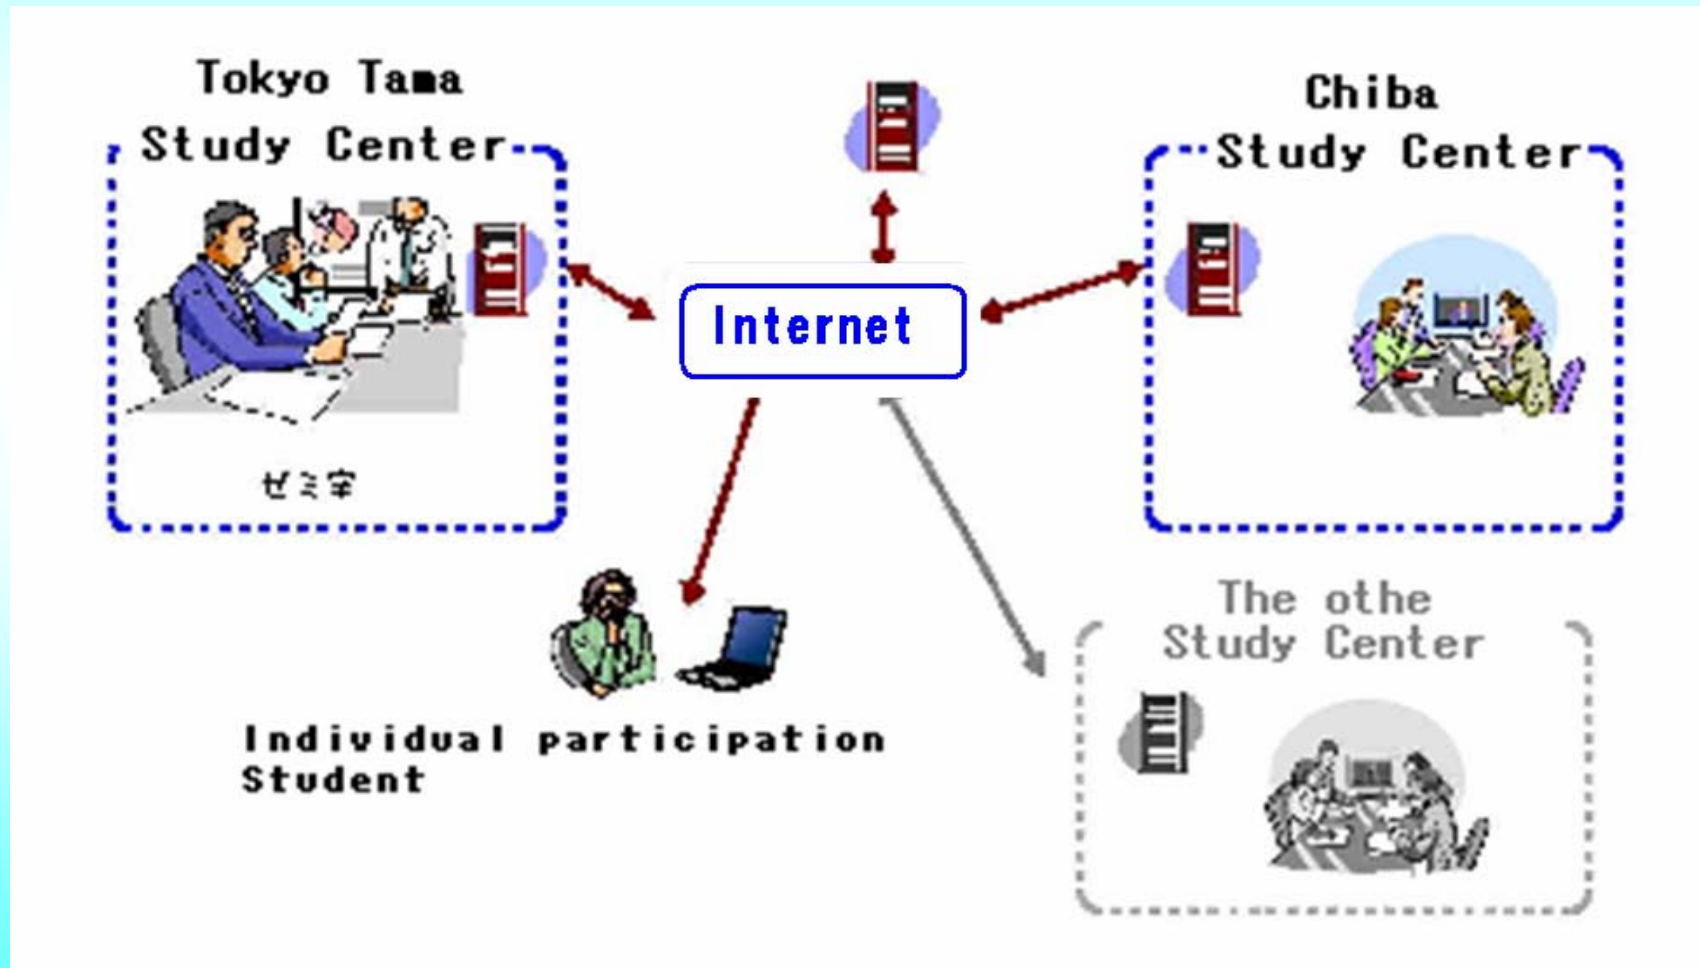 Tokyo Tama
Study Center
Chiba
Study Center
Internet
ゼミ室
The othe
Study Center
Individual participation
Student